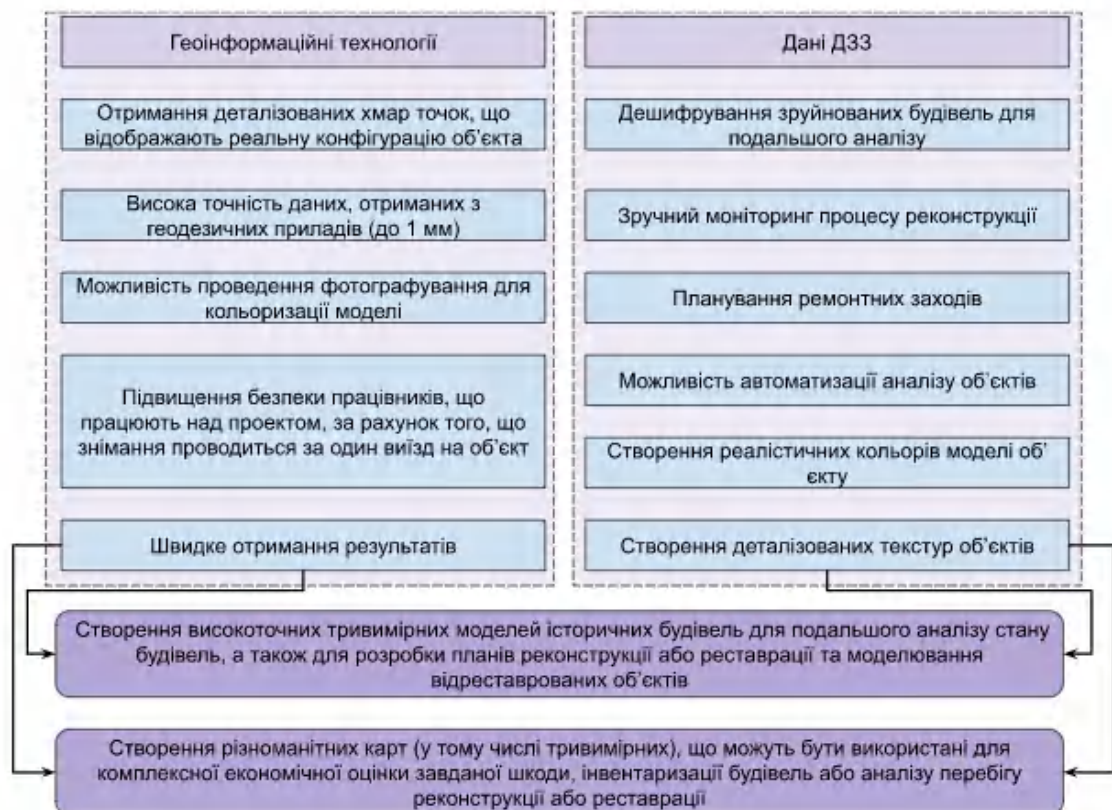 Геоінформаційні технології
Отримання деталізованих хмар точок, що
відображають реальну конфігурацію об'єкта
Висока точність даних, отриманих з
геодезичних приладів (до 1 мм)
Можливість проведення фотографування для
кольоризації моделі
Підвищення безпеки працівників, що
працюють над проектом, за рахунок того, що
знімання проводиться за один виїзд на об'єкт
Швидке отримання результатів
Дані ДЗЗ
Дешифрування зруйнованих будівель для
подальшого аналізу
Зручний моніторинг процесу реконструкції
Планування ремонтних заходів
Можливість автоматизації аналізу об'єктів
Створення реалістичних кольорів моделі об'
єкту
Створення деталізованих текстур об'єктів
Створення високоточних тривимірних моделей історичних будівель для подальшого аналізу стану
будівель, а також для розробки планів реконструкції або реставрації та моделювання
відреставрованих об'єктів
Створення різноманітних карт (у тому числі тривимірних), що можуть бути використані для
комплексної економічної оцінки завданої шкоди, інвентаризації будівель або аналізу перебігу
реконструкції або реставрації